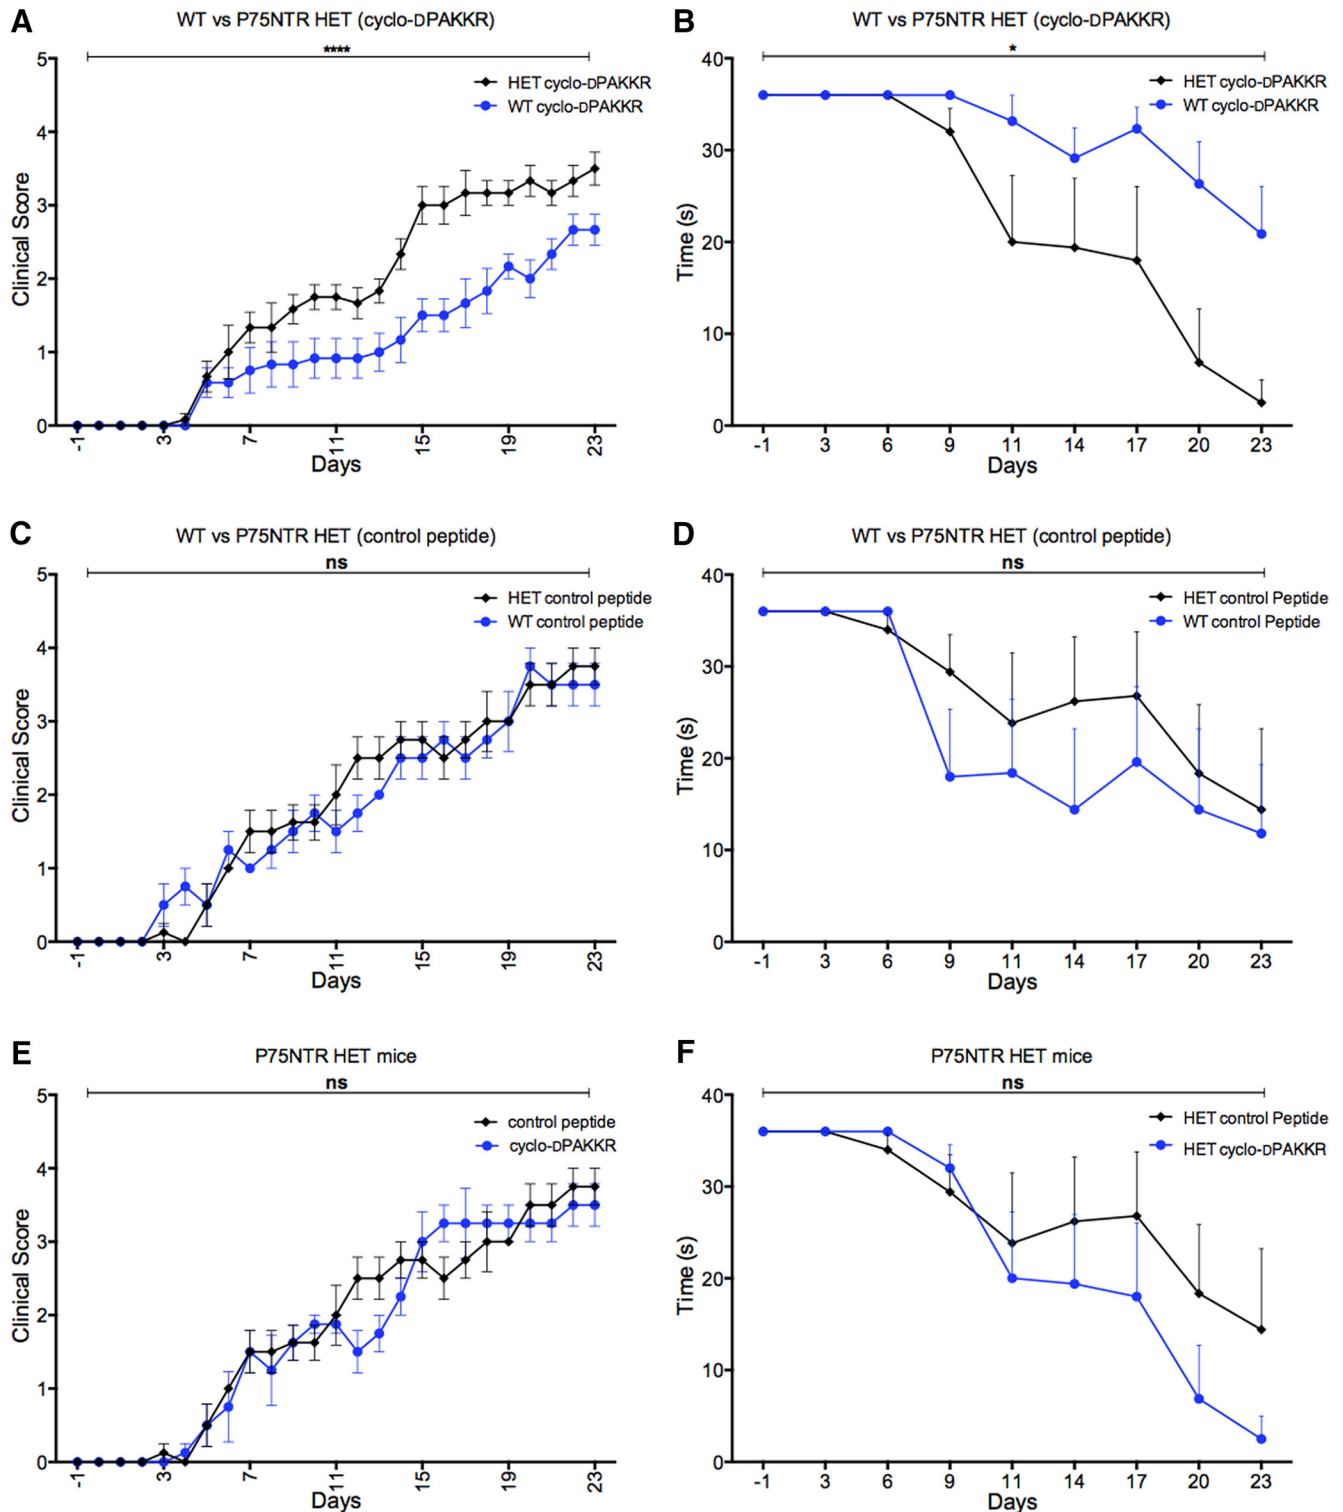 A
WT vs P75NTR HET (cyclo-DPAKKR)
****
HET cyclo-DPAKKR
WT cyclo-DPAKKR
Clinical Score
5
4
3
2
1
0
-1 3 7 11 15 19 23
Days
B
WT vs P75NTR HET (cyclo-DPAKKR)
*
HET cyclo-DPAKKR
WT cyclo-DPAKKR
Time (s)
40
30
20
10
0
-1 3 6 9 11 14 17 20 23
Days
C
WT vs P75NTR HET (control peptide)
ns
HET control peptide
WT control peptide
Clinical Score
5
4
3
2
1
0
-1 3 7 11 15 19 23
Days
D
WT vs P75NTR HET (control peptide)
ns
HET control Peptide
WT control Peptide
Time (s)
40
30
20
10
0
-1 3 6 9 11 14 17 20 23
Days
E
P75NTR HET mice
ns
control peptide
cyclo-DPAKKR
Clinical Score
5
4
3
2
1
0
-1 3 7 11 15 19 23
Days
F
P75NTR HET mice
ns
HET control Peptide
HET cyclo-DPAKKR
Time (s)
40
30
20
10
0
-1 3 6 9 11 14 17 20 23
Days